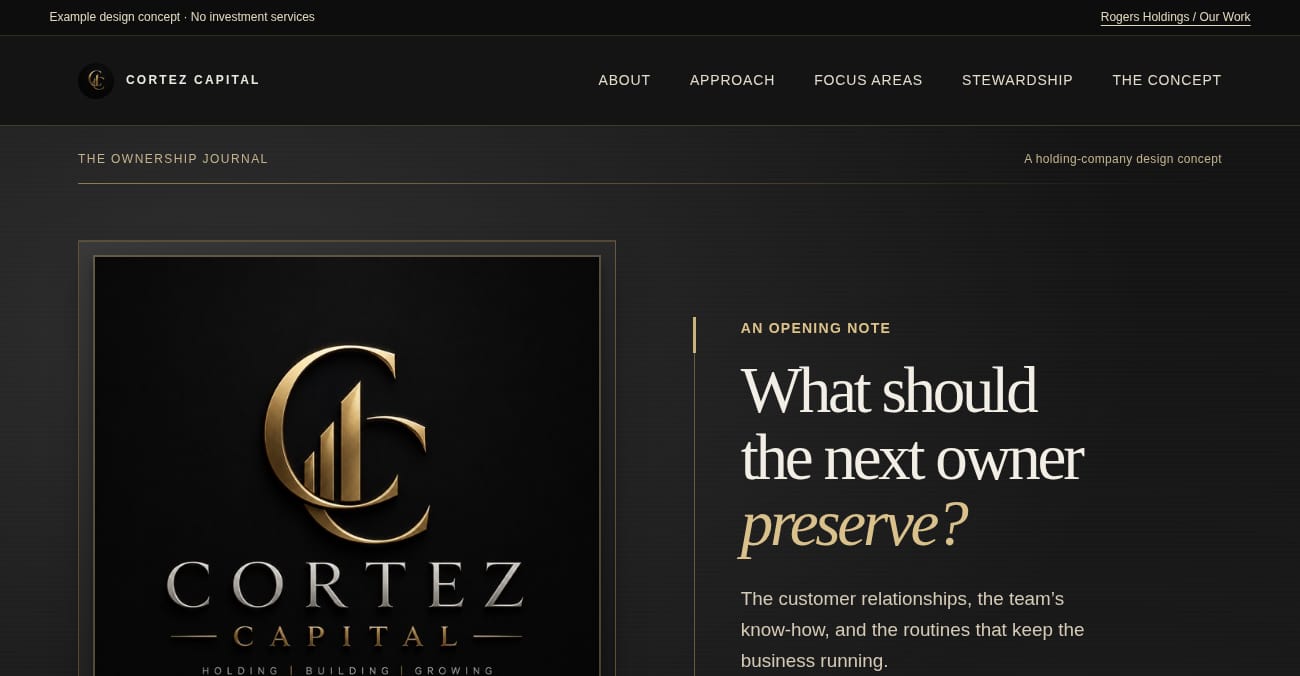 Example design concept · No investment services
Rogers Holdings / Our Work
CORTEZ CAPITAL
ABOUT
APPROACH
FOCUS AREAS
STEWARDSHIP
THE CONCEPT
THE OWNERSHIP JOURNAL
A holding-company design concept
CORTEZ
CAPITAL
HOLDING | BUILDING | GROWING
AN OPENING NOTE
What should
the next owner
preserve?
The customer relationships, the team’s
know-how, and the routines that keep the
business running.